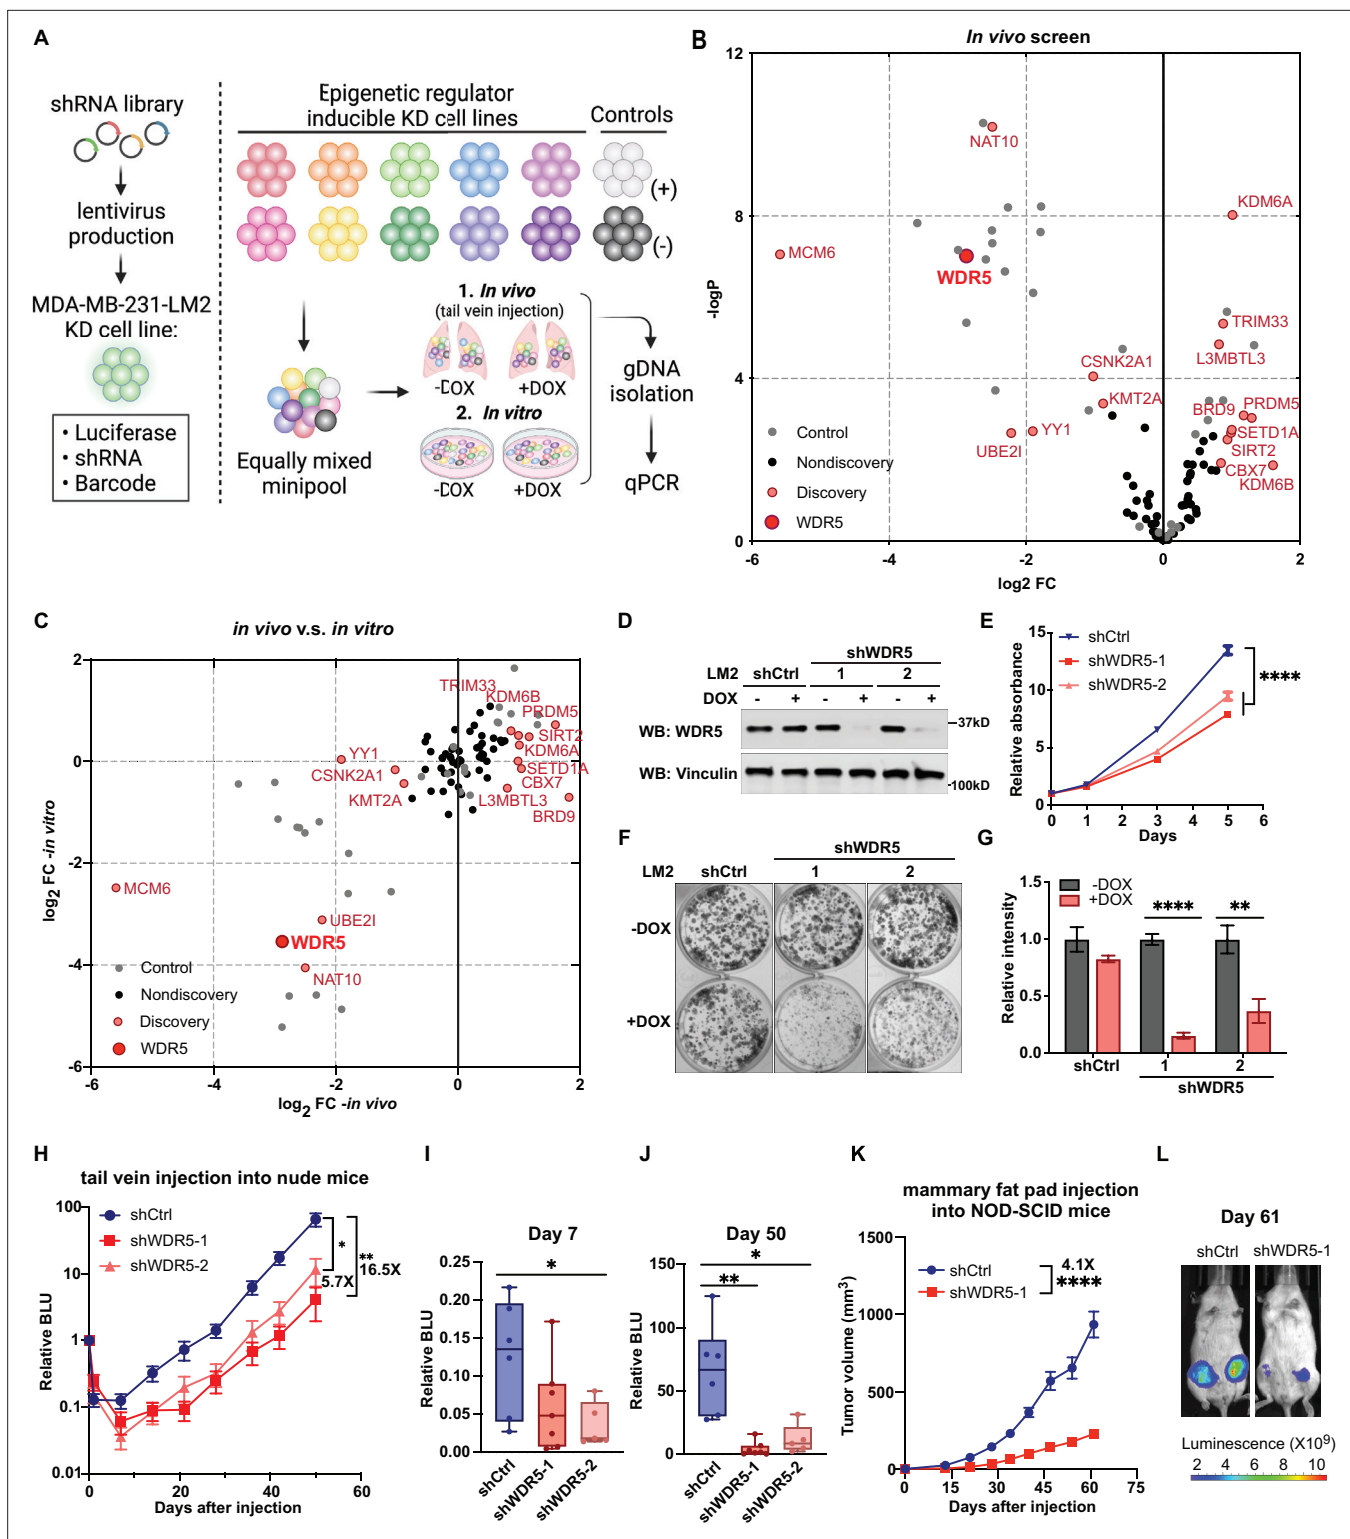 A
shRNA library
lentivirus
production
MDA-MB-231-LM2
KD cell line:
• Luciferase
• shRNA
• Barcode
Epigenetic regulator
inducible KD cell lines
Controls
(+)
(-)
Equally mixed
minipool
1. In vivo
(tail vein injection)
-DOX
+DOX
2. In vitro
-DOX
+DOX
gDNA
isolation
qPCR
B
In vivo screen
12
8
4
0
-logP
-6
-4
-2
0
2
log2 FC
NAT10
KDM6A
MCM6
WDR5
TRIM33
L3MBTL3
CSNK2A1
KMT2A
BRD9
PRDM5
SETD1A
SIRT2
CBX7
KDM6B
YY1
UBE2I
Control
Nondiscovery
Discovery
WDR5
C
in vivo v.s. in vitro
2
0
-2
-4
-6
log2 FC -in vitro
-6
-4
-2
0
2
log2 FC -in vivo
TRIM33
KDM6B
PRDM5
SIRT2
KDM6A
SETD1A
CBX7
L3MBTL3
BRD9
YY1
CSNK2A1
KMT2A
MCM6
UBE2I
WDR5
NAT10
Control
Nondiscovery
Discovery
WDR5
D
shWDR5
LM2 shCtrl 1 2
DOX - + - + - +
WB: WDR5
-37kD
WB: Vinculin
-100kD
E
shCtrl
shWDR5-1
shWDR5-2
****
15
10
5
0
Relative absorbance
0 1 2 3 4 5 6
Days
F
shWDR5
LM2 shCtrl 1 2
-DOX
+DOX
G
-DOX
+DOX
**** **
1.5
1.0
0.5
0.0
Relative intensity
shCtrl 1 2
shWDR5
H
tail vein injection into nude mice
shCtrl
shWDR5-1
shWDR5-2
*
**
16.5X
5.7X
100
10
1
0.1
0.01
Relative BLU
0 20 40 60
Days after injection
I
Day 7
*
0.25
0.20
0.15
0.10
0.05
0.00
Relative BLU
shCtrl
shWDR5-1
shWDR5-2
J
Day 50
*
**
150
100
50
0
Relative BLU
shCtrl
shWDR5-1
shWDR5-2
K
mammary fat pad injection
into NOD-SCID mice
shCtrl
shWDR5-1
4.1X
****
1000
500
0
Tumor volume (mm3)
0 15 30 45 60 75
Days after injection
L
Day 61
shCtrl shWDR5-1
Luminescence (X10⁹)
2 4 6 8 10